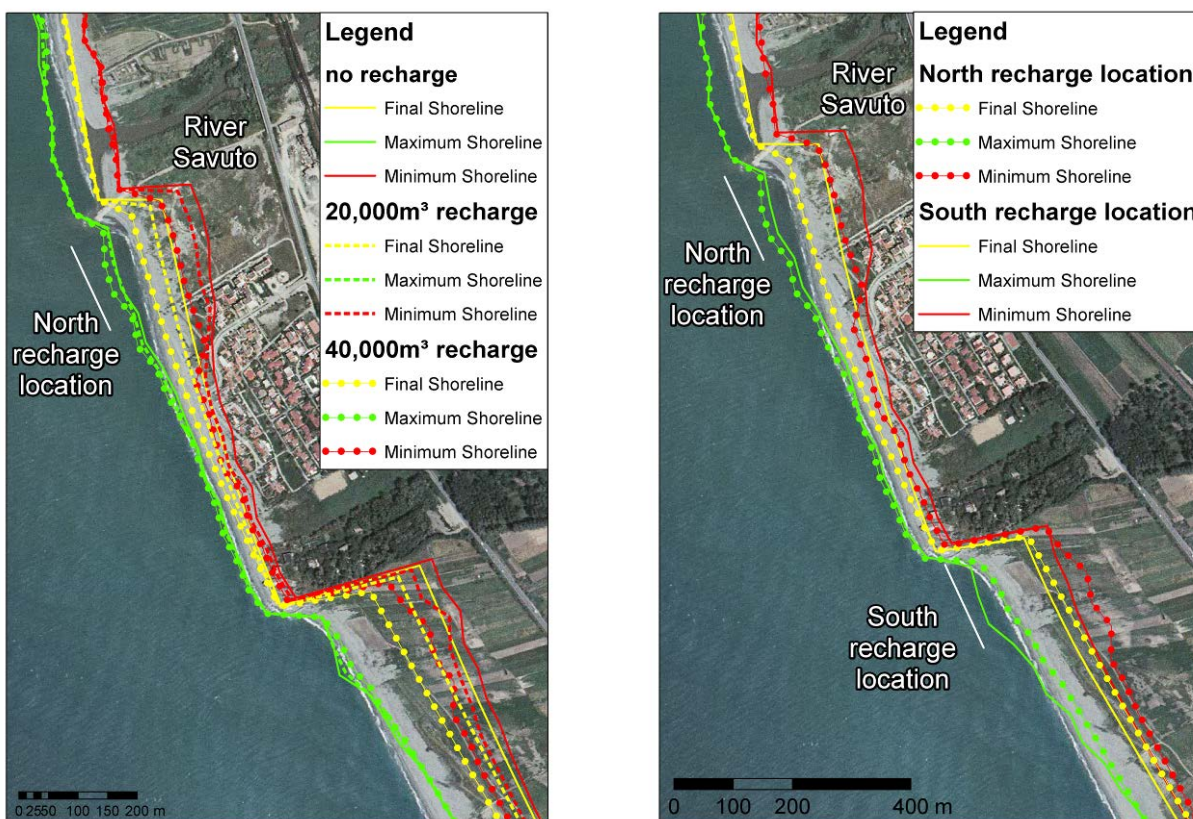 River
Savuto
North
recharge
location
Legend
no recharge
Final Shoreline
Maximum Shoreline
Minimum Shoreline
20,000m³ recharge
Final Shoreline
Maximum Shoreline
Minimum Shoreline
40,000m³ recharge
Final Shoreline
Maximum Shoreline
Minimum Shoreline
0 25 50 100 150 200 m
River
Savuto
North
recharge
location
South
recharge
location
Legend
North recharge location
Final Shoreline
Maximum Shoreline
Minimum Shoreline
South recharge location
Final Shoreline
Maximum Shoreline
Minimum Shoreline
0 100 200 400 m